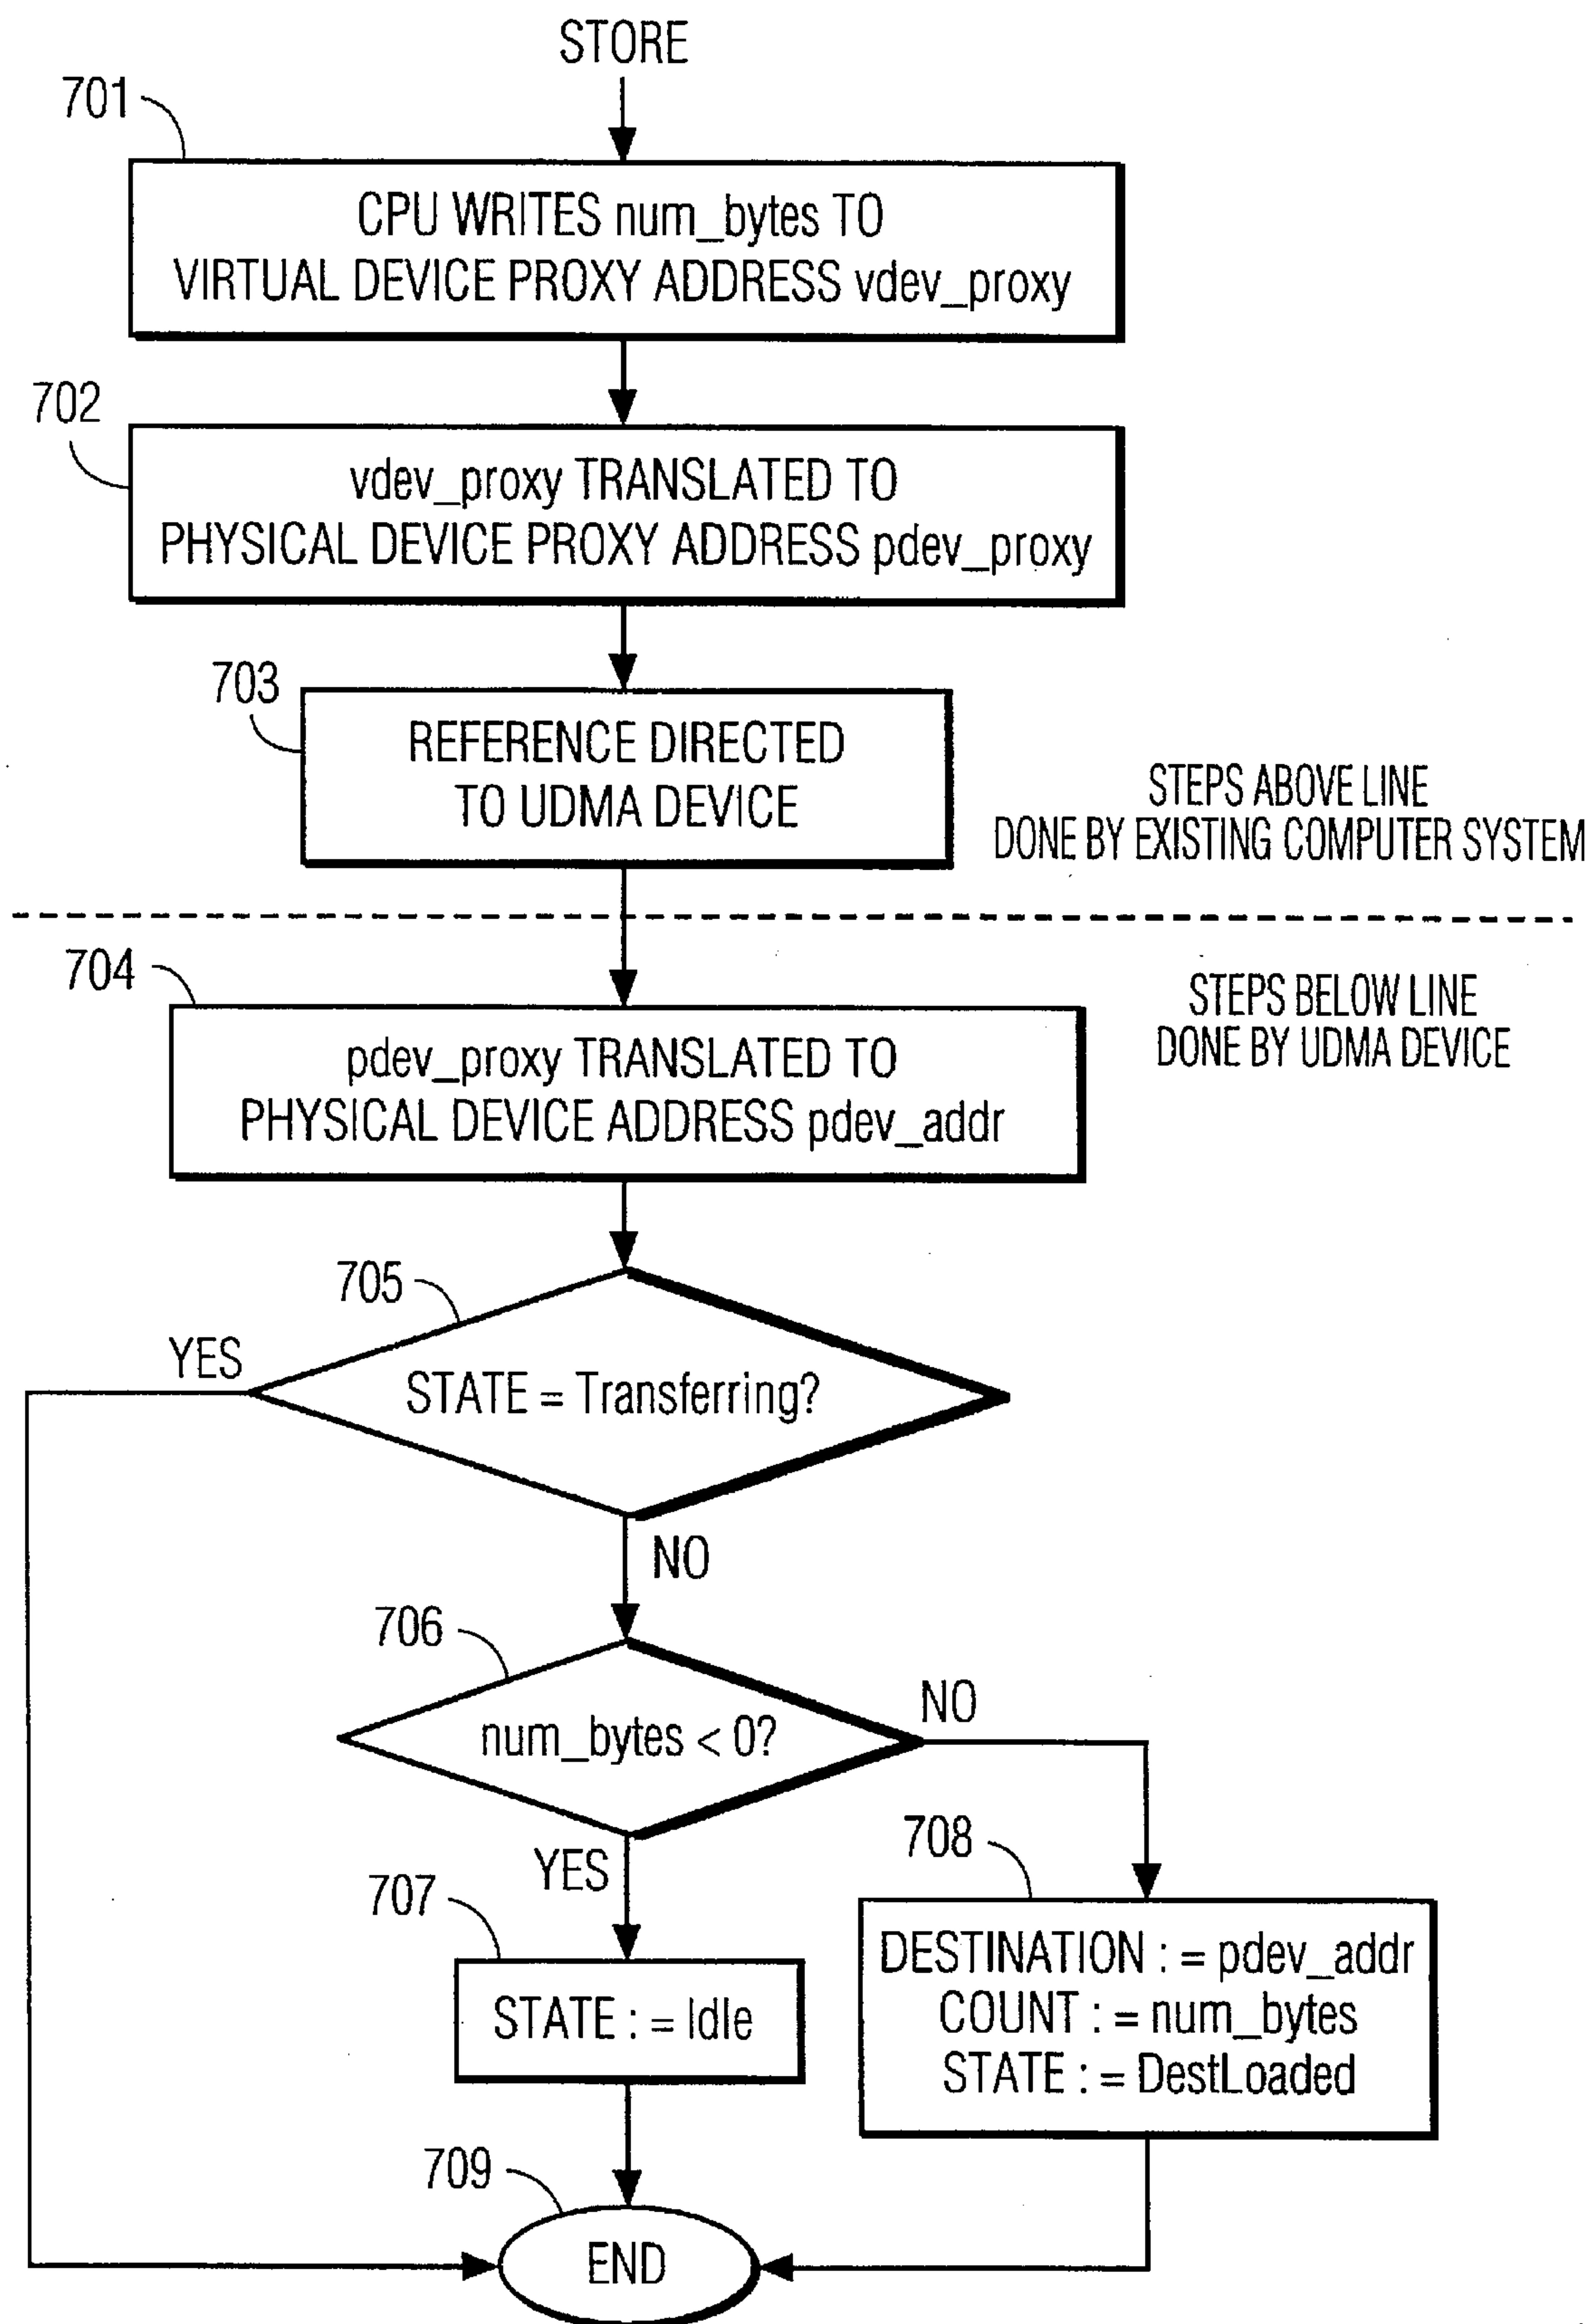 STORE
701
CPU WRITES num_bytes TO
VIRTUAL DEVICE PROXY ADDRESS vdev_proxy
702
vdev_proxy TRANSLATED TO
PHYSICAL DEVICE PROXY ADDRESS pdev_proxy
703
REFERENCE DIRECTED
TO UDMA DEVICE
STEPS ABOVE LINE
DONE BY EXISTING COMPUTER SYSTEM
704
STEPS BELOW LINE
DONE BY UDMA DEVICE
pdev_proxy TRANSLATED TO
PHYSICAL DEVICE ADDRESS pdev_addr
705
YES
STATE = Transferring?
NO
706
num_bytes < 0?
NO
YES
707
STATE : = Idle
708
DESTINATION : = pdev_addr
COUNT : = num_bytes
STATE : = DestLoaded
709
END